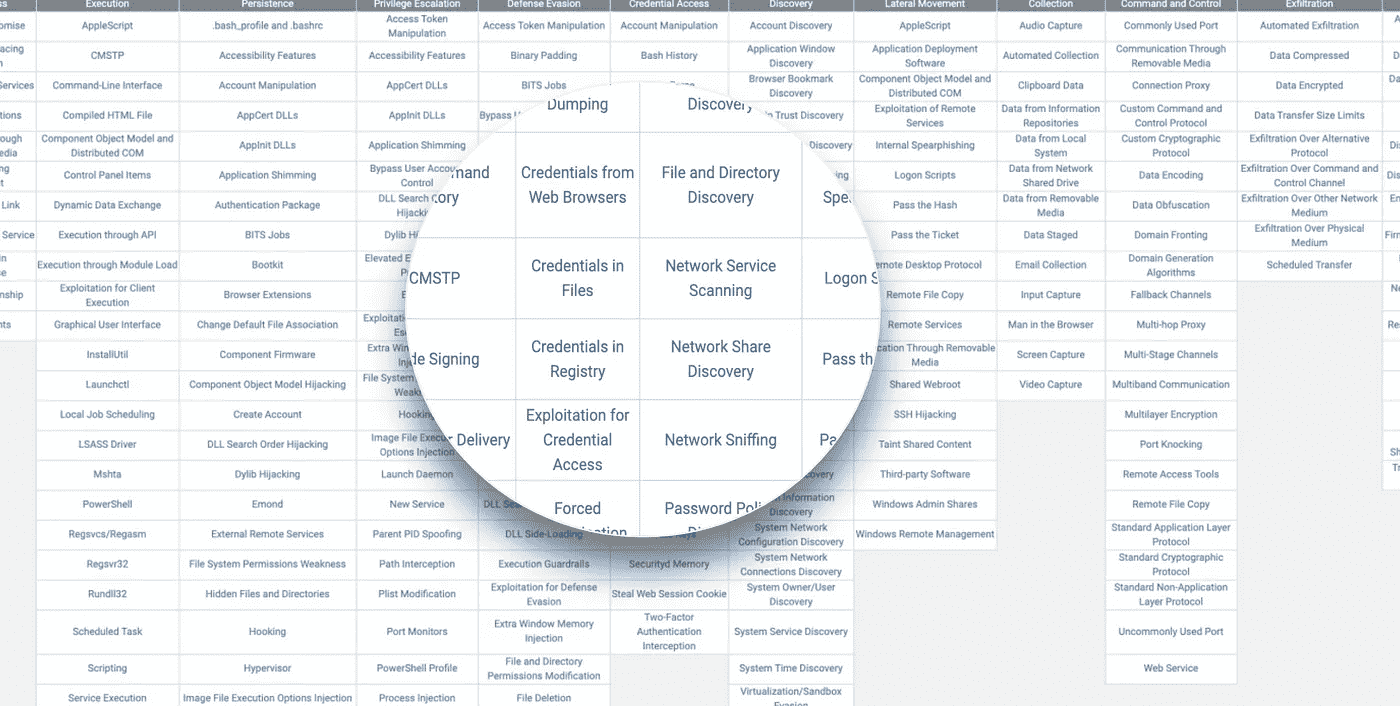 Execution
Persistence
Privilege Escalation
Defense Evasion
Credential Access
Discovery
Lateral Movement
Collection
Command and Control
Exfiltration
AppleScript
CMSTP
Command-Line Interface
Compiled HTML File
Component Object Model and
Distributed COM
Control Panel Items
Dynamic Data Exchange
Execution through API
Execution through Module Load
Exploitation for Client
Execution
Graphical User Interface
InstallUtil
Launchctl
Local Job Scheduling
LSASS Driver
Mshta
PowerShell
Regsvcs/Regasm
Regsvr32
Rundll32
Scheduled Task
Scripting
Service Execution
.bash_profile and .bashrc
Accessibility Features
Account Manipulation
AppCert DLLs
AppInit DLLs
Application Shimming
Authentication Package
BITS Jobs
Bootkit
Browser Extensions
Change Default File Association
Component Firmware
Component Object Model Hijacking
Create Account
DLL Search Order Hijacking
Dylib Hijacking
Emond
External Remote Services
File System Permissions Weakness
Hidden Files and Directories
Hooking
Hypervisor
Image File Execution Options Injection
Access Token
Manipulation
Accessibility Features
AppCert DLLs
AppInit DLLs
Application Shimming
Bypass User
Control
DLL Search
Dylib
Elevated
File System
Image File
Options Injection
Launch Daemon
New Service
Parent PID Spoofing
Path Interception
Plist Modification
Port Monitors
PowerShell Profile
Process Injection
Access Token Manipulation
Binary Padding
BITS Jobs
Bypass
DLL
DLL Side-Loading
Execution Guardrails
Exploitation for Defense
Evasion
Extra Window Memory
Injection
File and Directory
Permissions Modification
File Deletion
Account Manipulation
Bash History
Securityd Memory
Steal Web Session Cookie
Two-Factor
Authentication
Interception
Account Discovery
Application Window
Discovery
Browser Bookmark
Discovery
Trust Discovery
Discovery
Information
Discovery
System Network
Configuration Discovery
System Network
Connections Discovery
System Owner/User
Discovery
System Service Discovery
System Time Discovery
Virtualization/Sandbox
Evasion
Dumping
Discovery
Credentials from
Web Browsers
File and Directory
Discovery
CMSTP
Credentials in
Files
Network Service
Scanning
Logon
Signing
Credentials in
Registry
Network Share
Discovery
Pass
Delivery
Exploitation for
Credential
Access
Network Sniffing
Forced
Password
AppleScript
Application Deployment
Software
Component Object Model and
Distributed COM
Exploitation of Remote
Services
Internal Spearphishing
Logon Scripts
Pass the Hash
Pass the Ticket
Desktop Protocol
Remote File Copy
Remote Services
Through Removable
Media
Shared Webroot
SSH Hijacking
Taint Shared Content
Third-party Software
Windows Admin Shares
Windows Remote Management
Audio Capture
Automated Collection
Clipboard Data
Data from Information
Repositories
Data from Local
System
Data from Network
Shared Drive
Data from Removable
Media
Data Staged
Email Collection
Input Capture
Man in the Browser
Screen Capture
Video Capture
Commonly Used Port
Communication Through
Removable Media
Connection Proxy
Custom Command and
Control Protocol
Custom Cryptographic
Protocol
Data Encoding
Data Obfuscation
Domain Fronting
Domain Generation
Algorithms
Fallback Channels
Multi-hop Proxy
Multi-Stage Channels
Multiband Communication
Multilayer Encryption
Port Knocking
Remote Access Tools
Remote File Copy
Standard Application Layer
Protocol
Standard Cryptographic
Protocol
Standard Non-Application
Layer Protocol
Uncommonly Used Port
Web Service
Automated Exfiltration
Data Compressed
Data Encrypted
Data Transfer Size Limits
Exfiltration Over Alternative
Protocol
Exfiltration Over Command and
Control Channel
Exfiltration Over Other Network
Medium
Exfiltration Over Physical
Medium
Scheduled Transfer